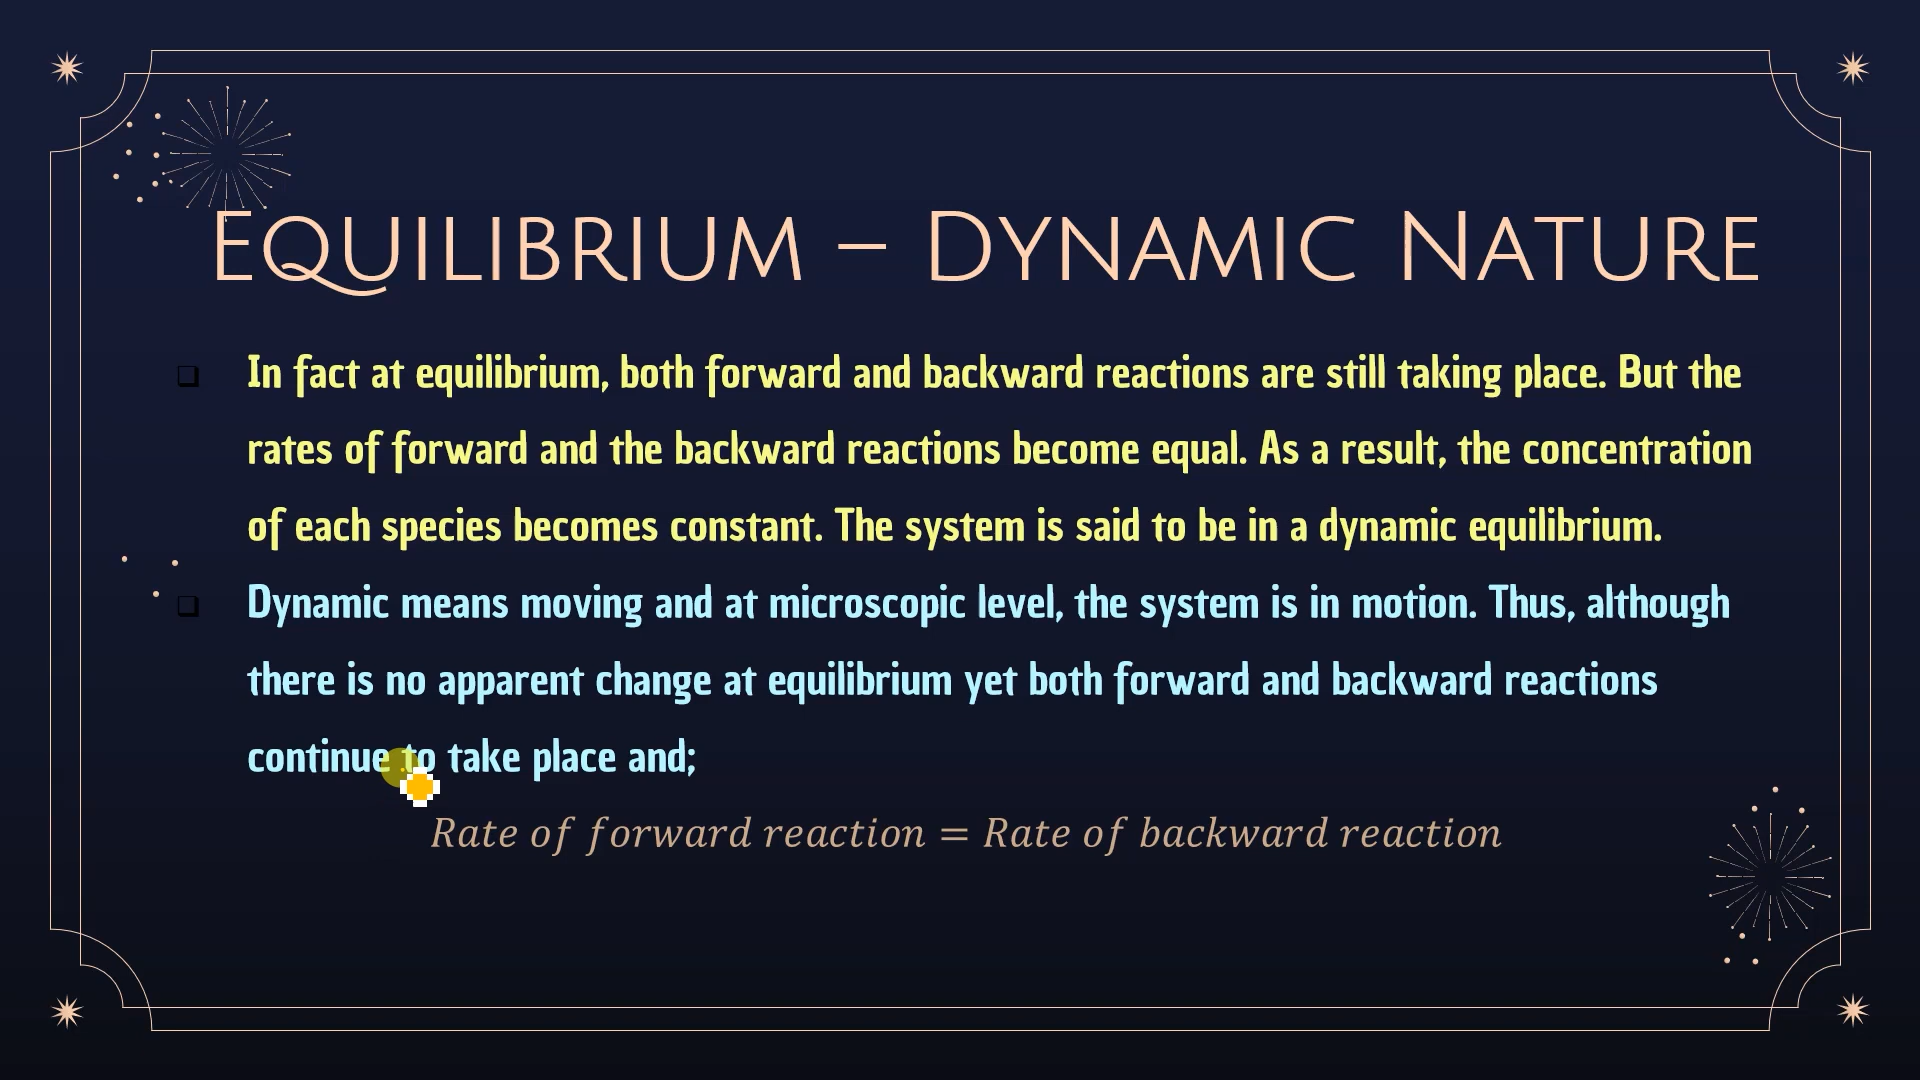 EQUILIBRIUM – DYNAMIC NATURE
In fact at equilibrium, both forward and backward reactions are still taking place. But the
rates of forward and the backward reactions become equal. As a result, the concentration
of each species becomes constant. The system is said to be in a dynamic equilibrium.
Dynamic means moving and at microscopic level, the system is in motion. Thus, although
there is no apparent change at equilibrium yet both forward and backward reactions
continue to take place and;
Rate of forward reaction = Rate of backward reaction